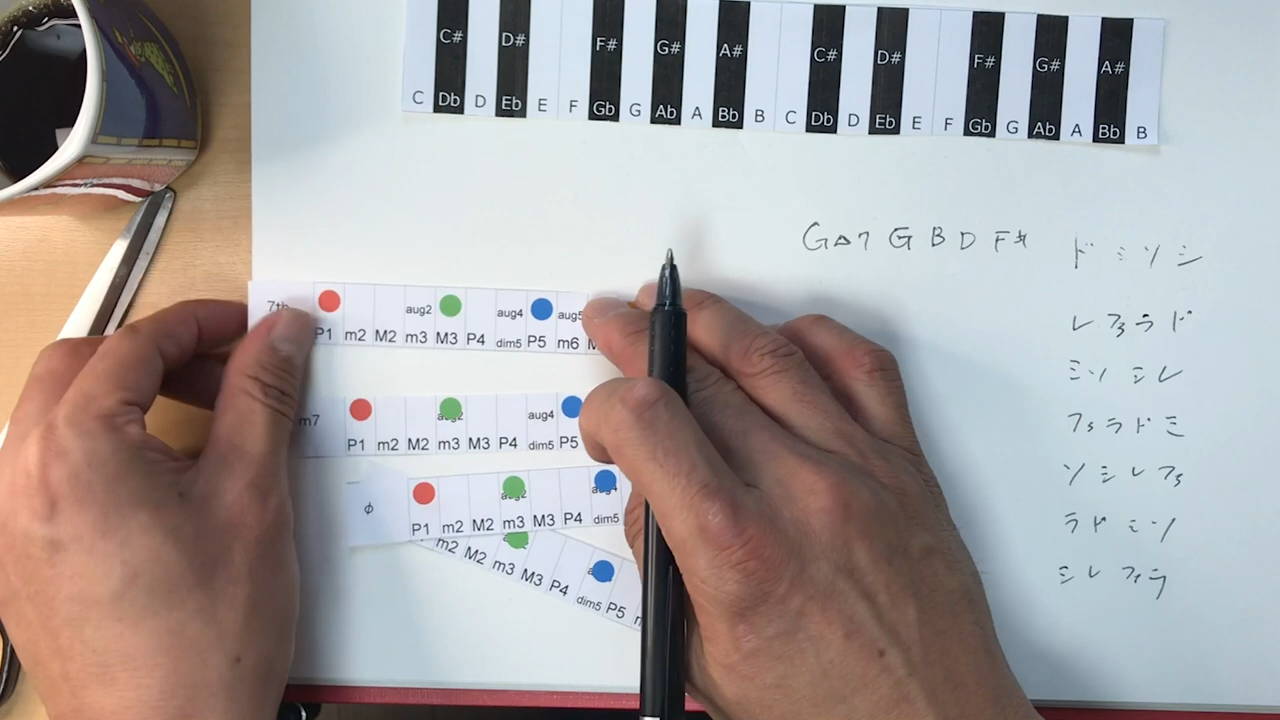 C# D# F# G# A# C# D# F# G# A#
C Db D Eb E F Gb G Ab A Bb B C Db D Eb E F Gb G Ab A Bb B
G△7 G B D F#
ドミソシ
レファラド
ミソシレ
ファラドミ
ソシレファ
ラドミソ
シレファラ
7th aug2 aug4 aug5
P1 m2 M2 m3 M3 P4 dim5 P5 m6
m7 aug4
P1 m2 M2 m3 M3 P4 dim5 P5
φ
P1 m2 M2 m3 M3 P4 dim5
m2 M2 m3 M3 P4 dim5 P5